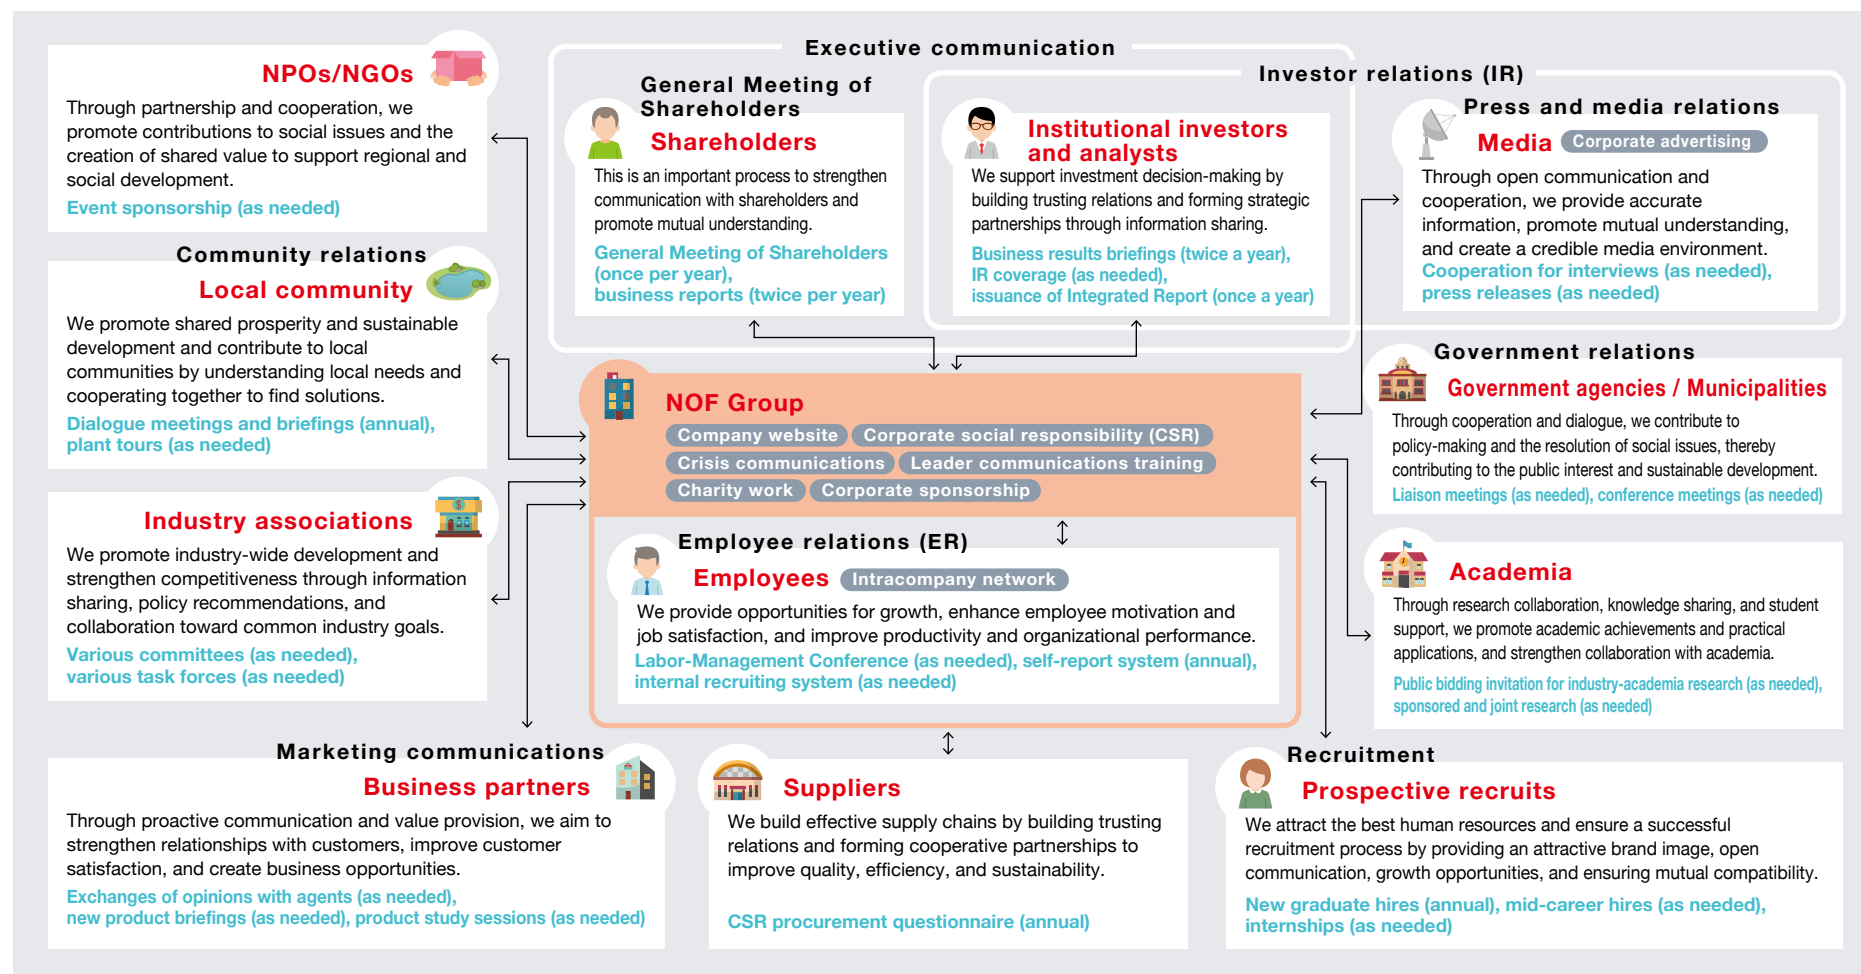 Executive communication
Investor relations (IR)
NPOs/NGOs
Through partnership and cooperation, we
promote contributions to social issues and the
creation of shared value to support regional and
social development.
Event sponsorship (as needed)
General Meeting of
Shareholders
Shareholders
This is an important process to strengthen
communication with shareholders and
promote mutual understanding.
General Meeting of Shareholders
(once per year),
business reports (twice per year)
Institutional investors
and analysts
We support investment decision-making by
building trusting relations and forming strategic
partnerships through information sharing.
Business results briefings (twice a year),
IR coverage (as needed),
issuance of Integrated Report (once a year)
Press and media relations
Media Corporate advertising
Through open communication and
cooperation, we provide accurate
information, promote mutual understanding,
and create a credible media environment.
Cooperation for interviews (as needed),
press releases (as needed)
Community relations
Local community
We promote shared prosperity and sustainable
development and contribute to local
communities by understanding local needs and
cooperating together to find solutions.
Dialogue meetings and briefings (annual),
plant tours (as needed)
NOF Group
Company website Corporate social responsibility (CSR)
Crisis communications Leader communications training
Charity work Corporate sponsorship
Government relations
Government agencies / Municipalities
Through cooperation and dialogue, we contribute to
policy-making and the resolution of social issues, thereby
contributing to the public interest and sustainable development.
Liaison meetings (as needed), conference meetings (as needed)
Industry associations
We promote industry-wide development and
strengthen competitiveness through information
sharing, policy recommendations, and
collaboration toward common industry goals.
Various committees (as needed),
various task forces (as needed)
Employee relations (ER)
Employees Intracompany network
We provide opportunities for growth, enhance employee motivation and
job satisfaction, and improve productivity and organizational performance.
Labor-Management Conference (as needed), self-report system (annual),
internal recruiting system (as needed)
Academia
Through research collaboration, knowledge sharing, and student
support, we promote academic achievements and practical
applications, and strengthen collaboration with academia.
Public bidding invitation for industry-academia research (as needed),
sponsored and joint research (as needed)
Marketing communications
Business partners
Through proactive communication and value provision, we aim to
strengthen relationships with customers, improve customer
satisfaction, and create business opportunities.
Exchanges of opinions with agents (as needed),
new product briefings (as needed), product study sessions (as needed)
Suppliers
We build effective supply chains by building trusting
relations and forming cooperative partnerships to
improve quality, efficiency, and sustainability.
CSR procurement questionnaire (annual)
Recruitment
Prospective recruits
We attract the best human resources and ensure a successful
recruitment process by providing an attractive brand image, open
communication, growth opportunities, and ensuring mutual compatibility.
New graduate hires (annual), mid-career hires (as needed),
internships (as needed)